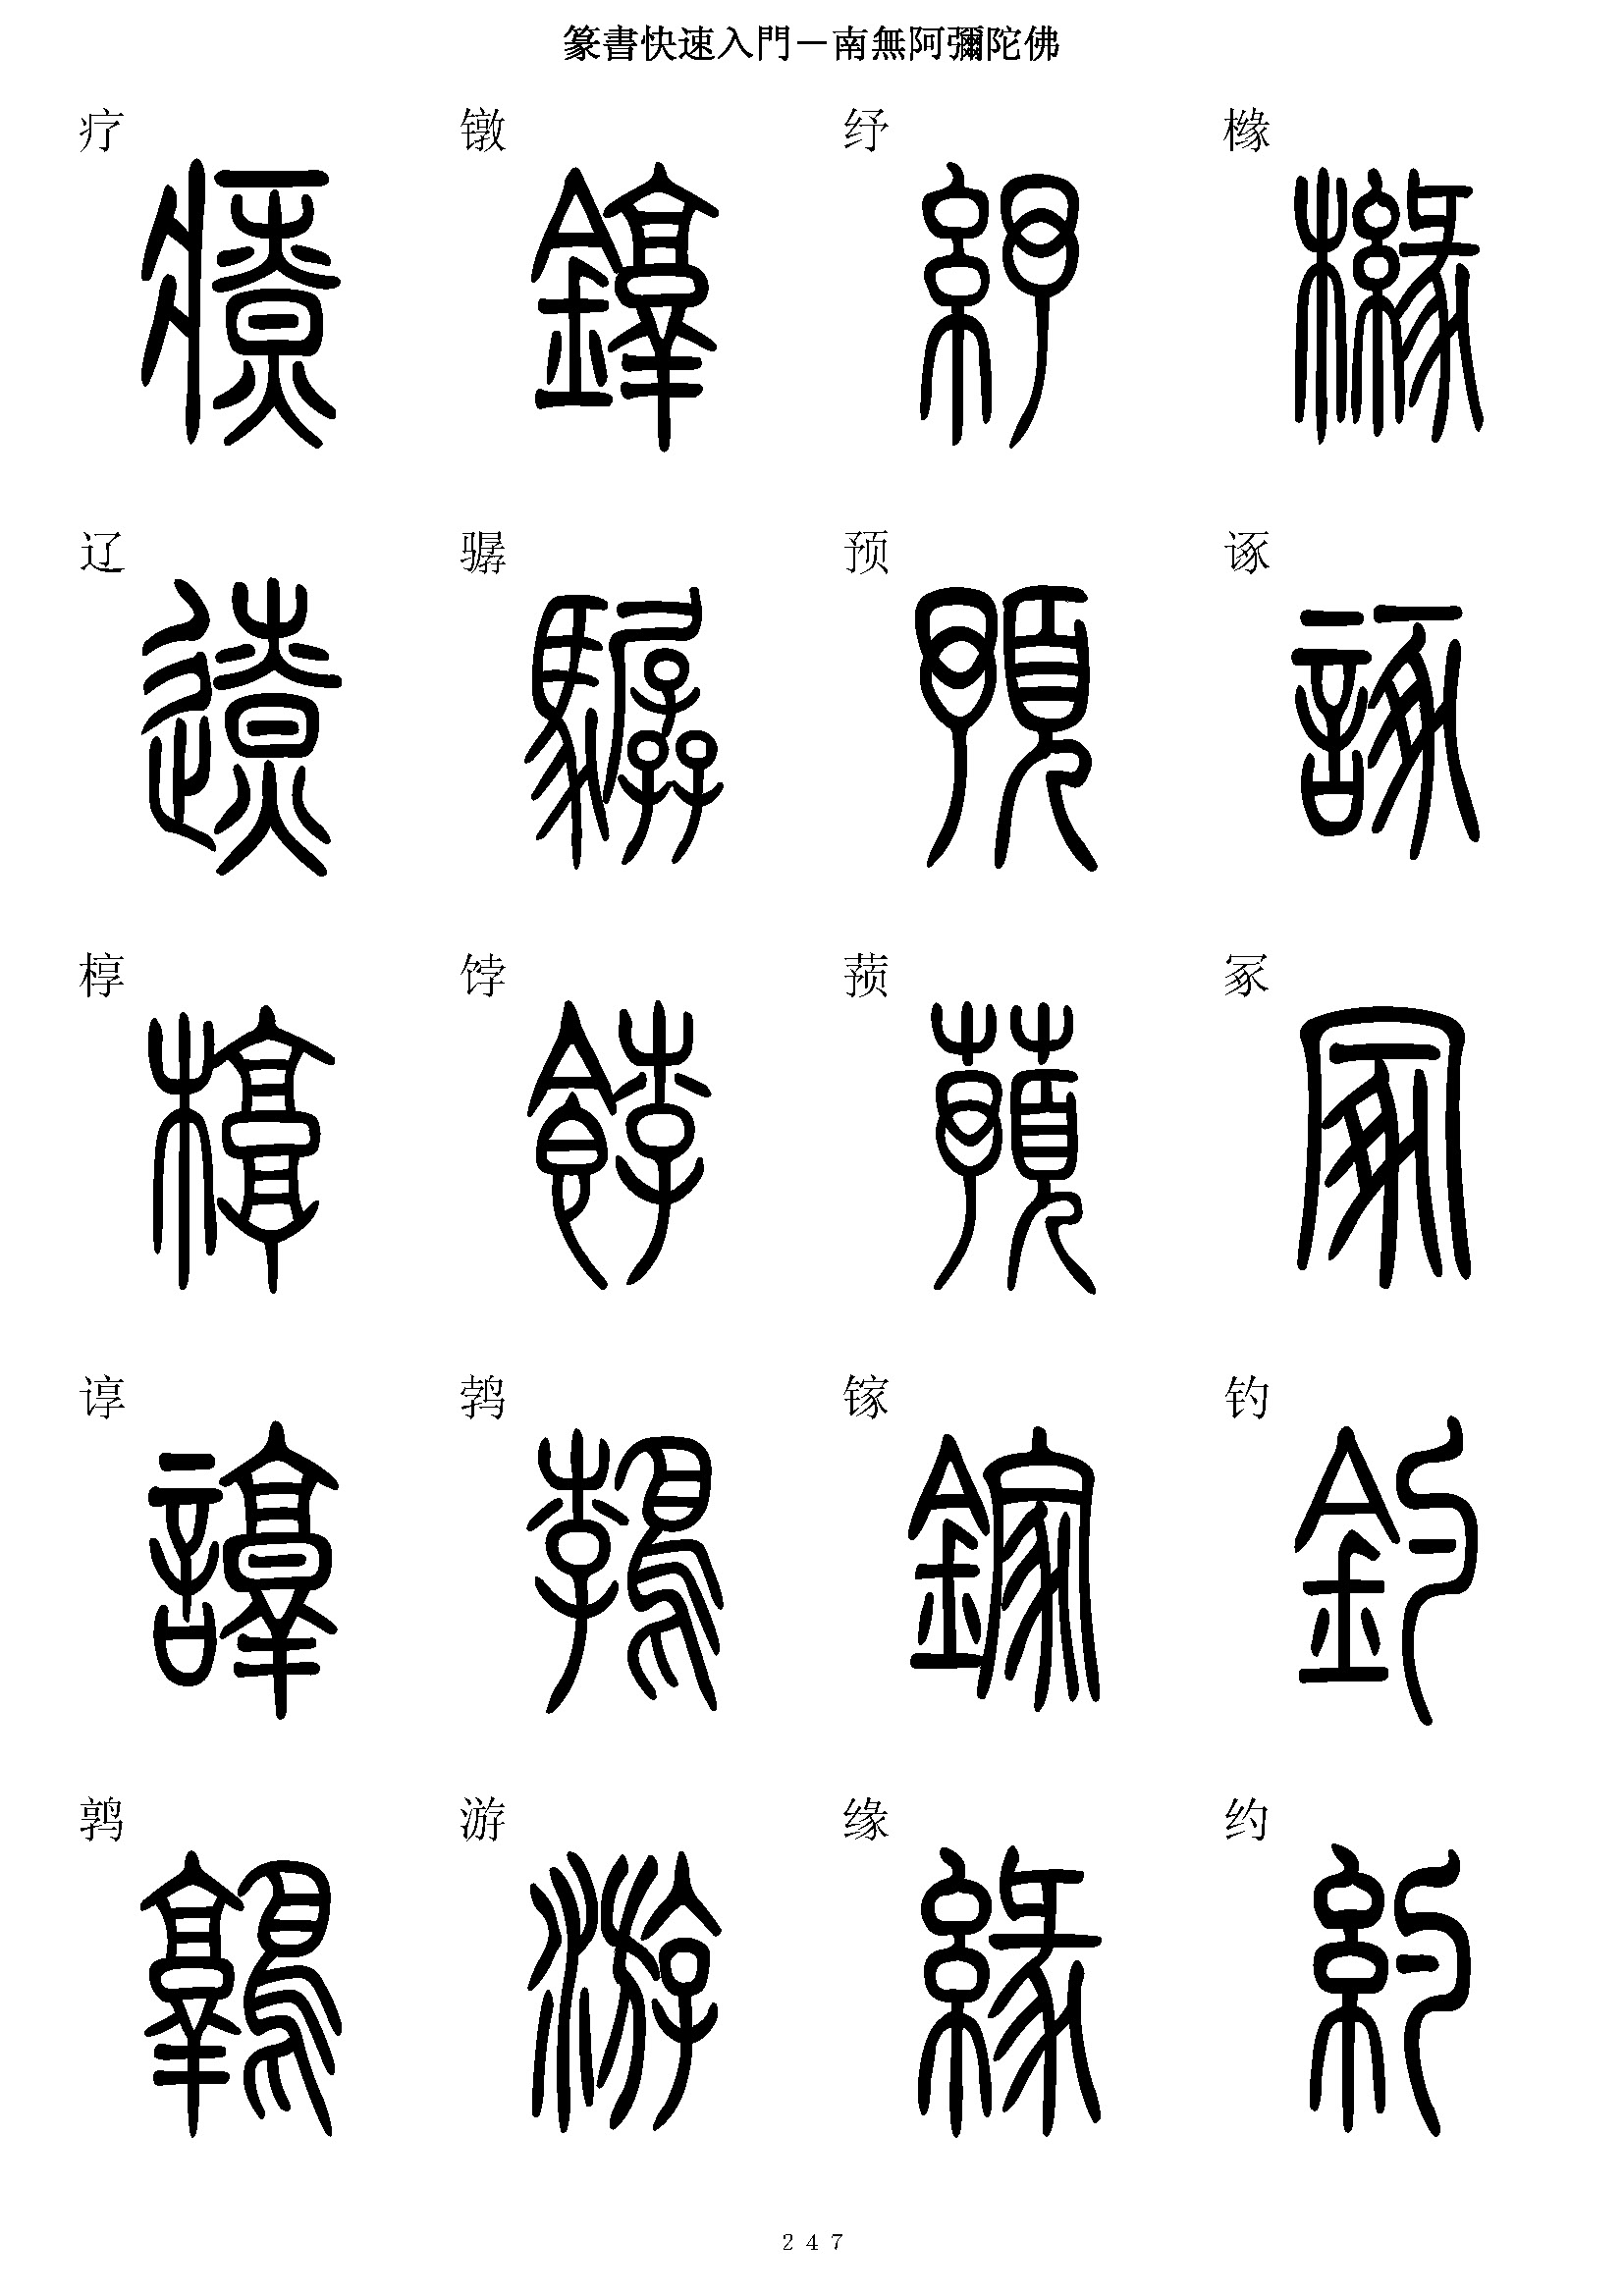 篆書快速入門－南無阿彌陀佛
疗 镦 纾 橼
辽 骣 预 诼
椁 饽 蓣 冢
谆 鹁 镓 钓
鹑 游 缘 约
247